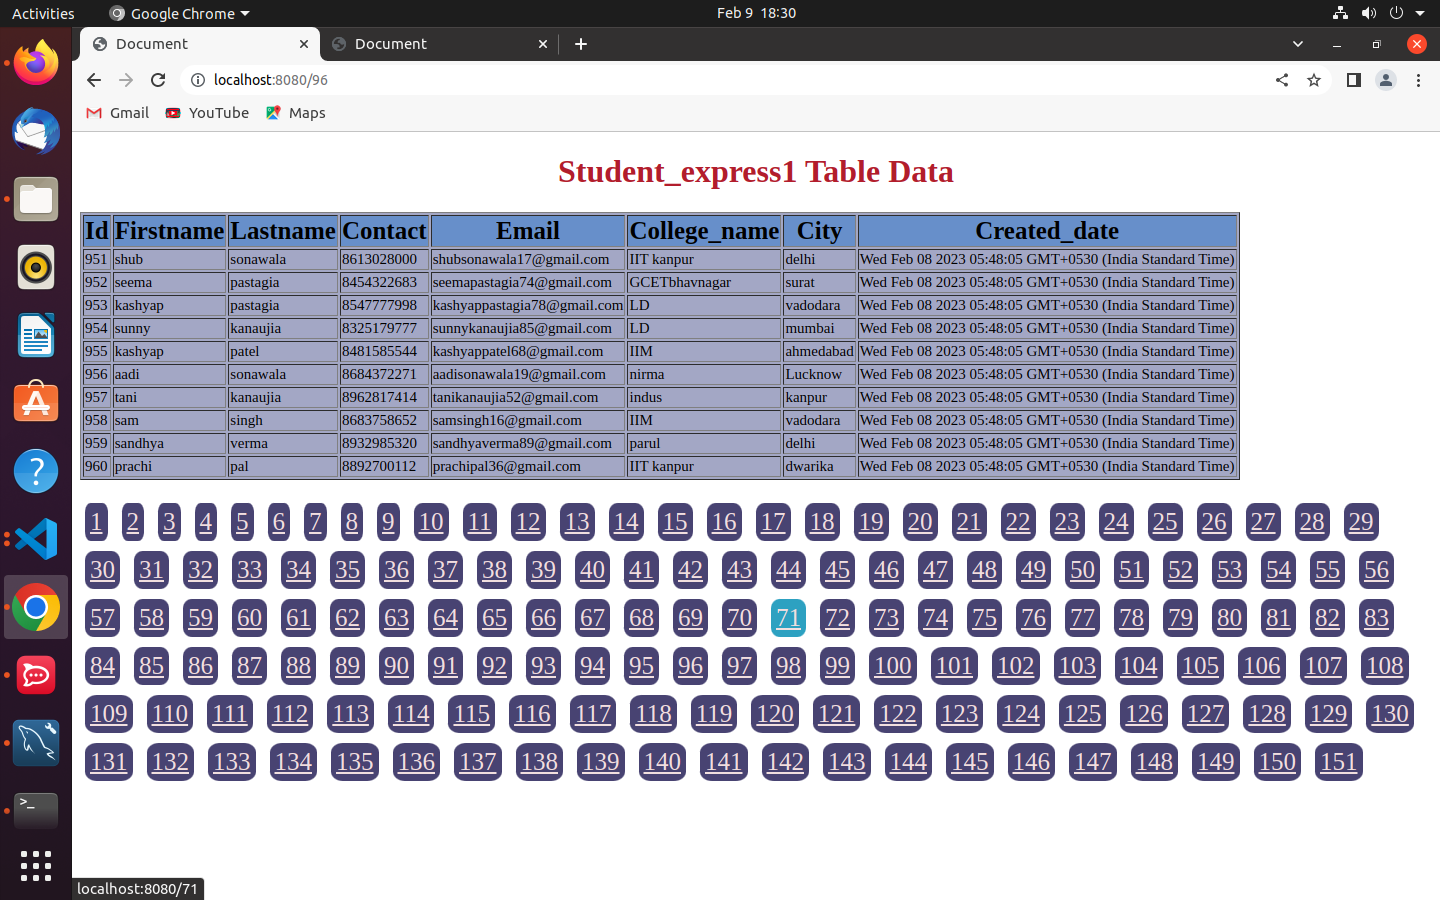 Activities Google Chrome Feb 9 18:30
Document Document
localhost:8080/96
Gmail YouTube Maps
Student_express1 Table Data
Id Firstname Lastname Contact Email College_name City Created_date
951 shub sonawala 8613028000 shubsonawala17@gmail.com IIT kanpur delhi Wed Feb 08 2023 05:48:05 GMT+0530 (India Standard Time)
952 seema pastagia 8454322683 seemapastagia74@gmail.com GCETbhavnagar surat Wed Feb 08 2023 05:48:05 GMT+0530 (India Standard Time)
953 kashyap pastagia 8547777998 kashyappastagia78@gmail.com LD vadodara Wed Feb 08 2023 05:48:05 GMT+0530 (India Standard Time)
954 sunny kanaujia 8325179777 sunnykanaujia85@gmail.com LD mumbai Wed Feb 08 2023 05:48:05 GMT+0530 (India Standard Time)
955 kashyap patel 8481585544 kashyappatel68@gmail.com IIM ahmedabad Wed Feb 08 2023 05:48:05 GMT+0530 (India Standard Time)
956 aadi sonawala 8684372271 aadisonawala19@gmail.com nirma Lucknow Wed Feb 08 2023 05:48:05 GMT+0530 (India Standard Time)
957 tani kanaujia 8962817414 tanikanaujia52@gmail.com indus kanpur Wed Feb 08 2023 05:48:05 GMT+0530 (India Standard Time)
958 sam singh 8683758652 samsingh16@gmail.com IIM vadodara Wed Feb 08 2023 05:48:05 GMT+0530 (India Standard Time)
959 sandhya verma 8932985320 sandhyaverma89@gmail.com parul delhi Wed Feb 08 2023 05:48:05 GMT+0530 (India Standard Time)
960 prachi pal 8892700112 prachipal36@gmail.com IIT kanpur dwarika Wed Feb 08 2023 05:48:05 GMT+0530 (India Standard Time)
1 2 3 4 5 6 7 8 9 10 11 12 13 14 15 16 17 18 19 20 21 22 23 24 25 26 27 28 29
30 31 32 33 34 35 36 37 38 39 40 41 42 43 44 45 46 47 48 49 50 51 52 53 54 55 56
57 58 59 60 61 62 63 64 65 66 67 68 69 70 71 72 73 74 75 76 77 78 79 80 81 82 83
84 85 86 87 88 89 90 91 92 93 94 95 96 97 98 99 100 101 102 103 104 105 106 107 108
109 110 111 112 113 114 115 116 117 118 119 120 121 122 123 124 125 126 127 128 129 130
131 132 133 134 135 136 137 138 139 140 141 142 143 144 145 146 147 148 149 150 151
localhost:8080/71